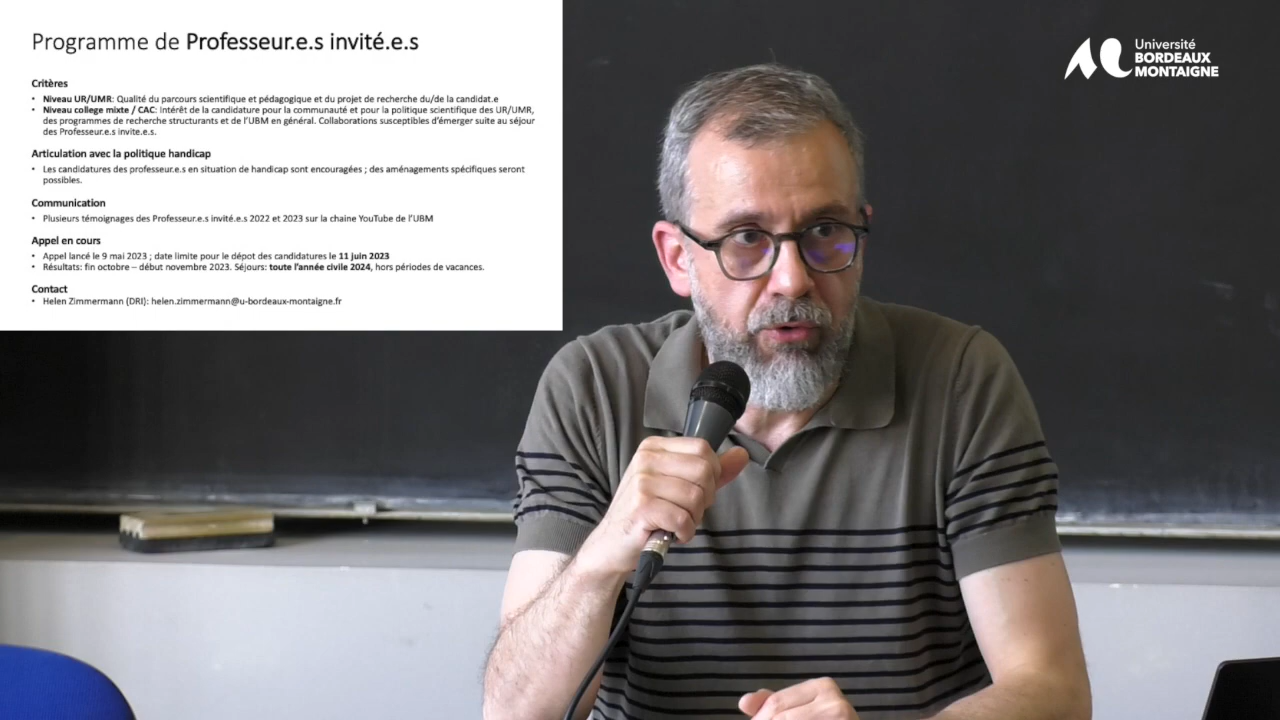 Programme de Professeur.e.s invité.e.s
Critères
• Niveau UR/UMR: Qualité du parcours scientifique et pédagogique et du projet de recherche du/de la candidat.e
• Niveau college mixte / CAC: Intérêt de la candidature pour la communauté et pour la politique scientifique des UR/UMR,
des programmes de recherche structurants et de l'UBM en général. Collaborations susceptibles d'émerger suite au séjour
des Professeur.e.s invite.e.s.
Articulation avec la politique handicap
• Les candidatures des professeur.e.s en situation de handicap sont encouragées ; des aménagements spécifiques seront
possibles.
Communication
• Plusieurs témoignages des Professeur.e.s invité.e.s 2022 et 2023 sur la chaine YouTube de l'UBM
Appel en cours
• Appel lancé le 9 mai 2023 ; date limite pour le dépot des candidatures le 11 juin 2023
• Résultats: fin octobre – début novembre 2023. Séjours: toute l'année civile 2024, hors périodes de vacances.
Contact
• Helen Zimmermann (DRI): helen.zimmermann@u-bordeaux-montaigne.fr
Université
BORDEAUX
MONTAIGNE